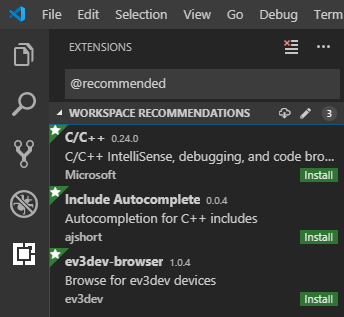 File Edit Selection View Go Debug Term
EXTENSIONS
@recommended
WORKSPACE RECOMMENDATIONS 3
C/C++ 0.24.0
C/C++ IntelliSense, debugging, and code bro...
Microsoft Install
Include Autocomplete 0.0.4
Autocompletion for C++ includes
ajshort Install
ev3dev-browser 1.0.4
Browse for ev3dev devices
ev3dev Install